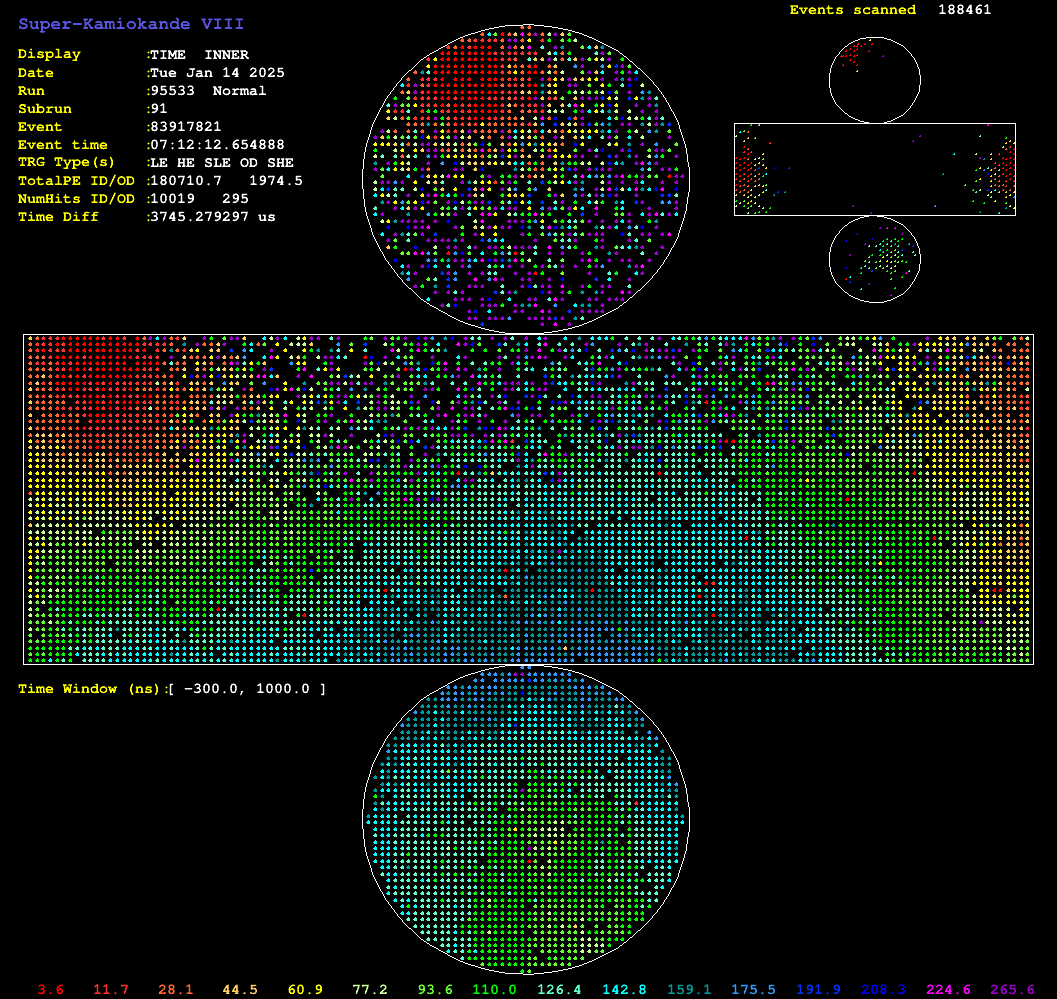 Super-Kamiokande VIII
Events scanned 188461
Display :TIME INNER
Date :Tue Jan 14 2025
Run :95533 Normal
Subrun :91
Event :83917821
Event time :07:12:12.654888
TRG Type(s) :LE HE SLE OD SHE
TotalPE ID/OD :180710.7 1974.5
NumHits ID/OD :10019 295
Time Diff :3745.279297 us
Time Window (ns):[ -300.0, 1000.0 ]
3.6 11.7 28.1 44.5 60.9 77.2 93.6 110.0 126.4 142.8 159.1 175.5 191.9 208.3 224.6 265.6